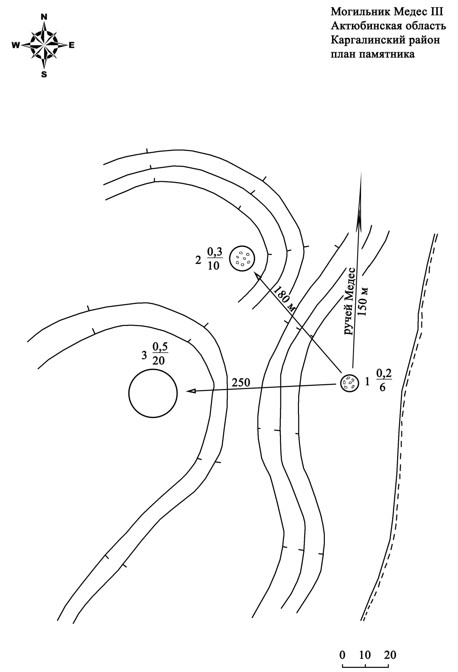 Могильник Медес III
Актюбинская область
Каргалинский район
план памятника
N
W E
S
2 0,3
10
180 м
ручей Медес
150 м
3 0,5
20
250
1 0,2
6
0 10 20